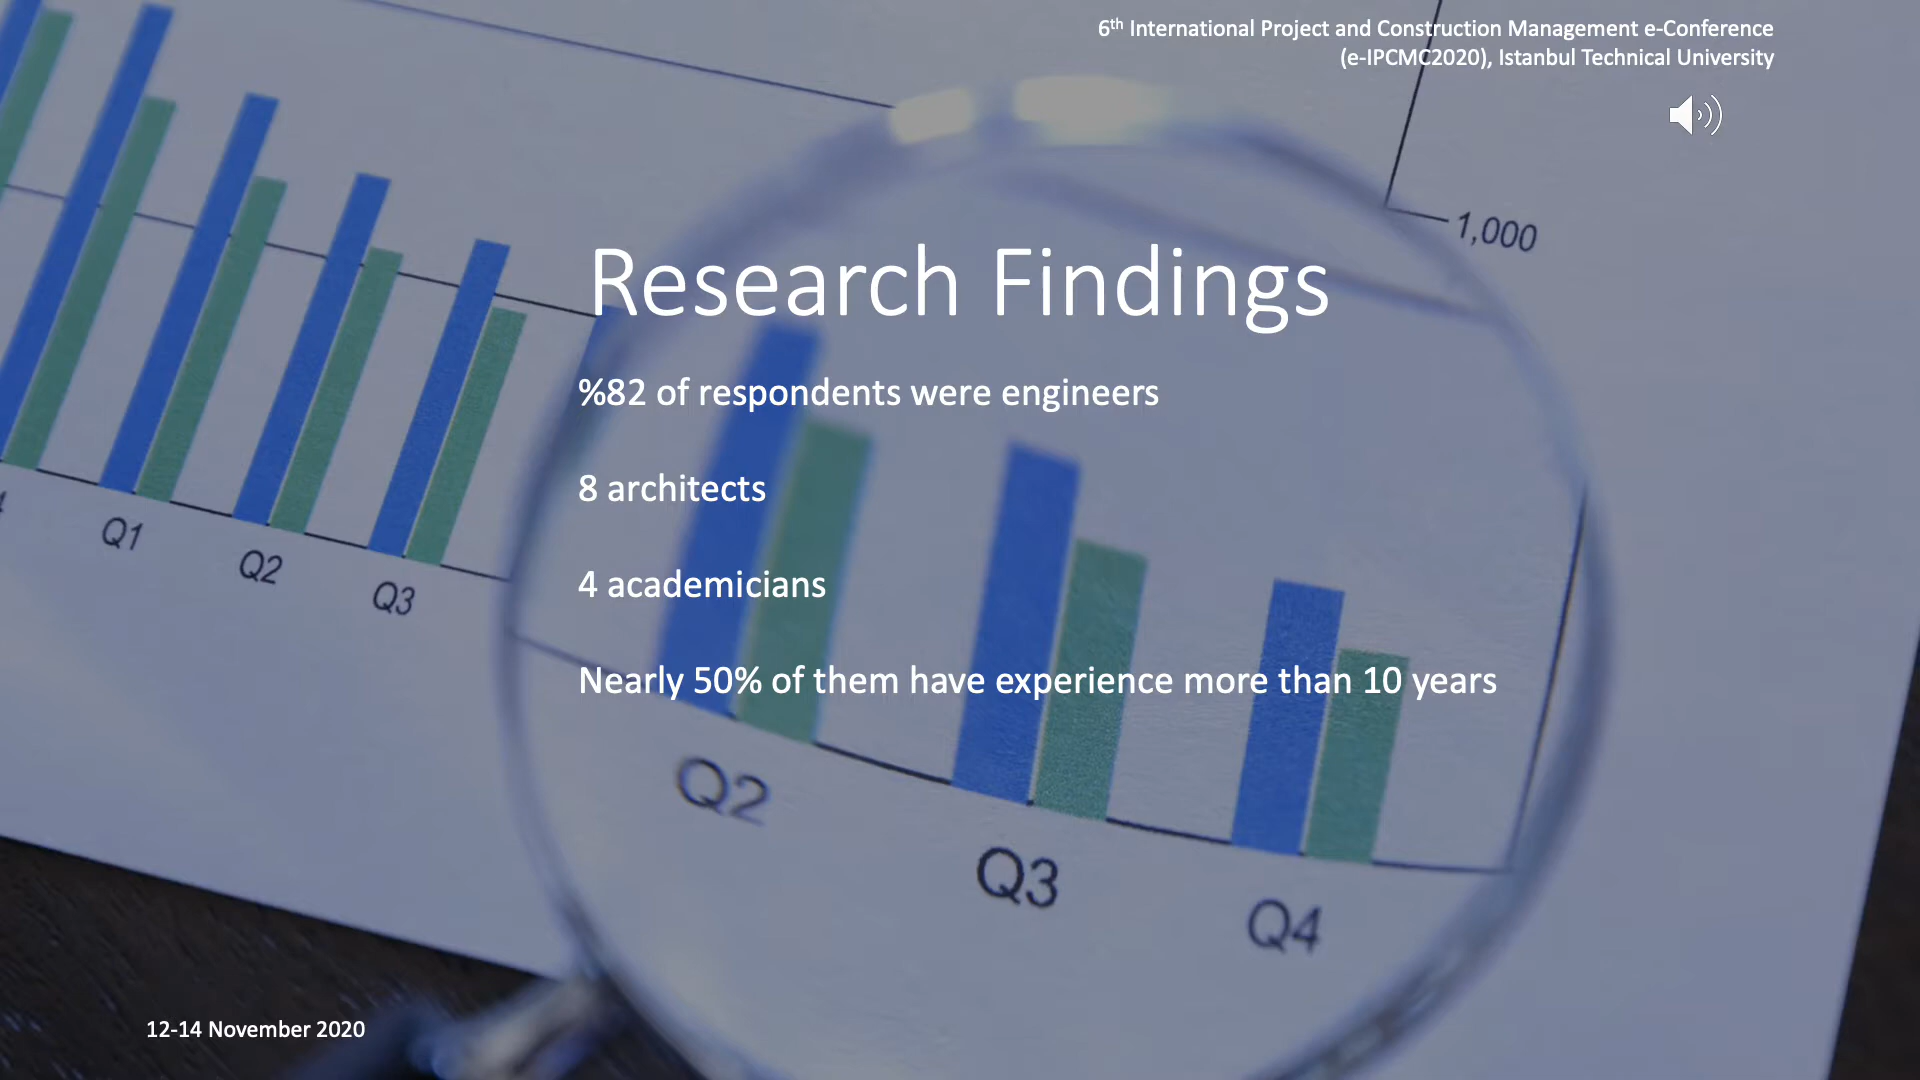 6th International Project and Construction Management e-Conference
(e-IPCMC2020), Istanbul Technical University
1,000
Research Findings
%82 of respondents were engineers
8 architects
4 academicians
Nearly 50% of them have experience more than 10 years
Q1
Q2
Q3
Q2
Q3
Q4
12-14 November 2020